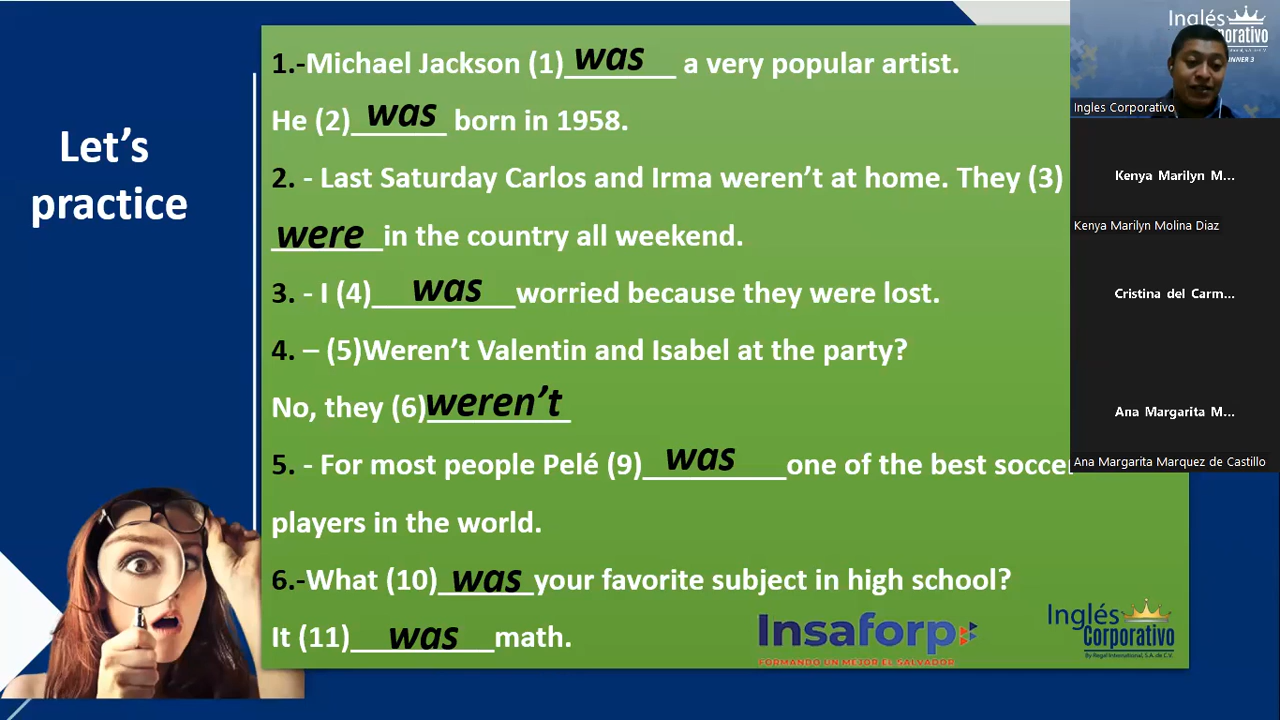 Let's
practice
1.-Michael Jackson (1)was a very popular artist.
He (2) was born in 1958.
2. - Last Saturday Carlos and Irma weren't at home. They (3)
were in the country all weekend.
3. - I (4) was worried because they were lost.
4. – (5)Weren't Valentin and Isabel at the party?
No, they (6)weren't
5. - For most people Pelé (9) was one of the best soccer
players in the world.
6.-What (10) was your favorite subject in high school?
It (11) was math.
Insaforp
FORMANDO UN MEJOR EL SALVADOR
Inglés
Corporativo
By Regal International, S.A. de C.V.
Inglés
Ingles Corporativo
Kenya Marilyn M...
Kenya Marilyn Molina Diaz
Cristina del Carm...
Ana Margarita M...
Ana Margarita Marquez de Castillo